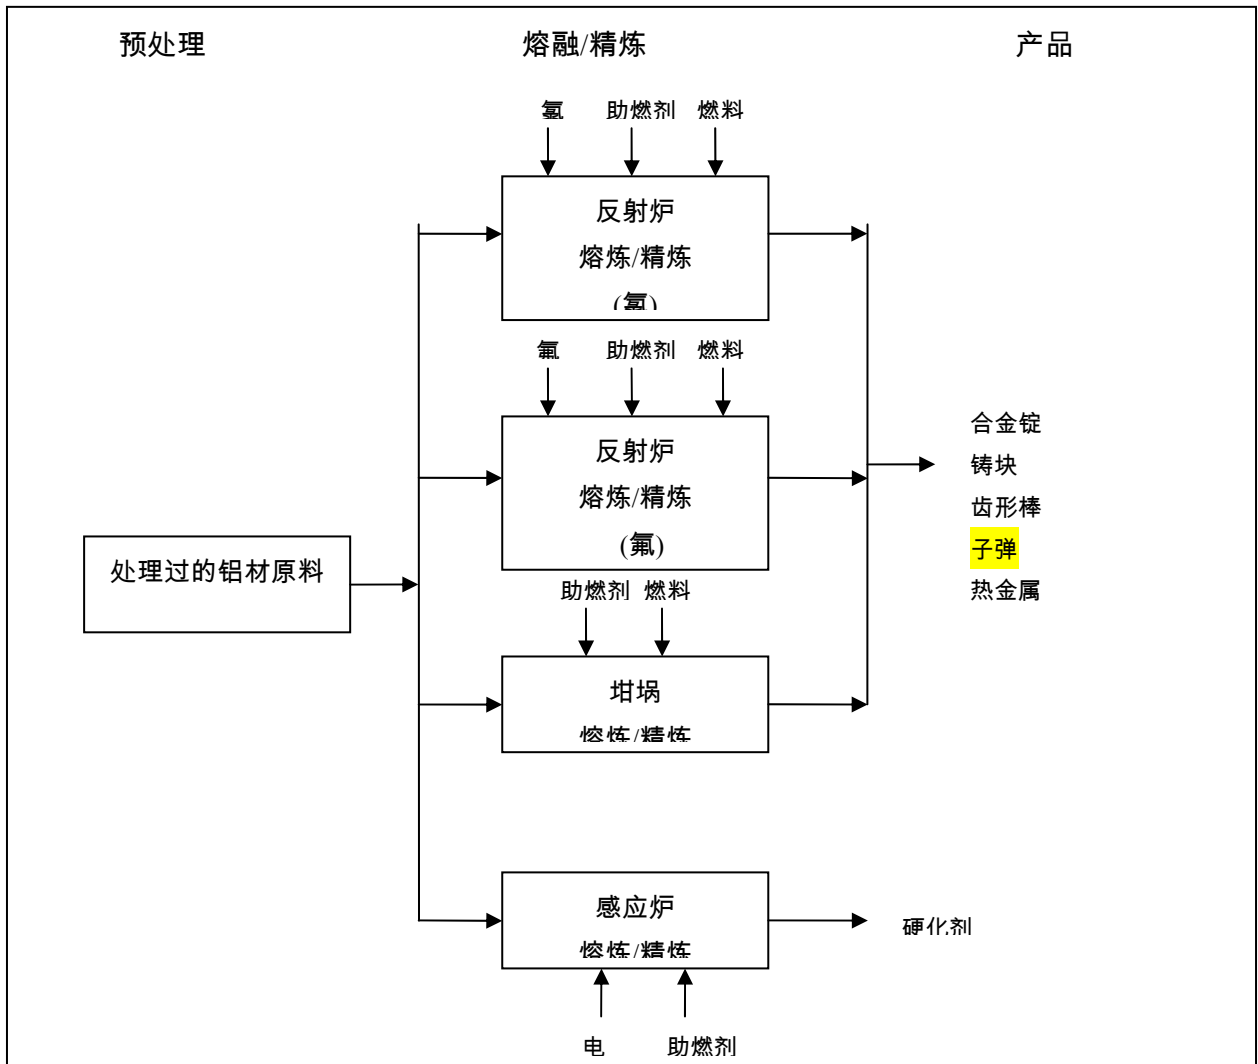 预处理 熔融/精炼 产品
氯 助燃剂 燃料
反射炉
熔炼/精炼
(氯)
氟 助燃剂 燃料
反射炉
熔炼/精炼
(氟)
合金锭
铸块
齿形棒
子弹
热金属
处理过的铝材原料
助燃剂 燃料
坩埚
熔炼/精炼
感应炉
熔炼/精炼
硬化剂
电 助燃剂